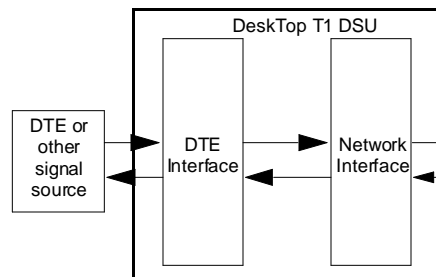 DeskTop T1 DSU
DTE or
other
signal
source
DTE
Interface
Network
Interface